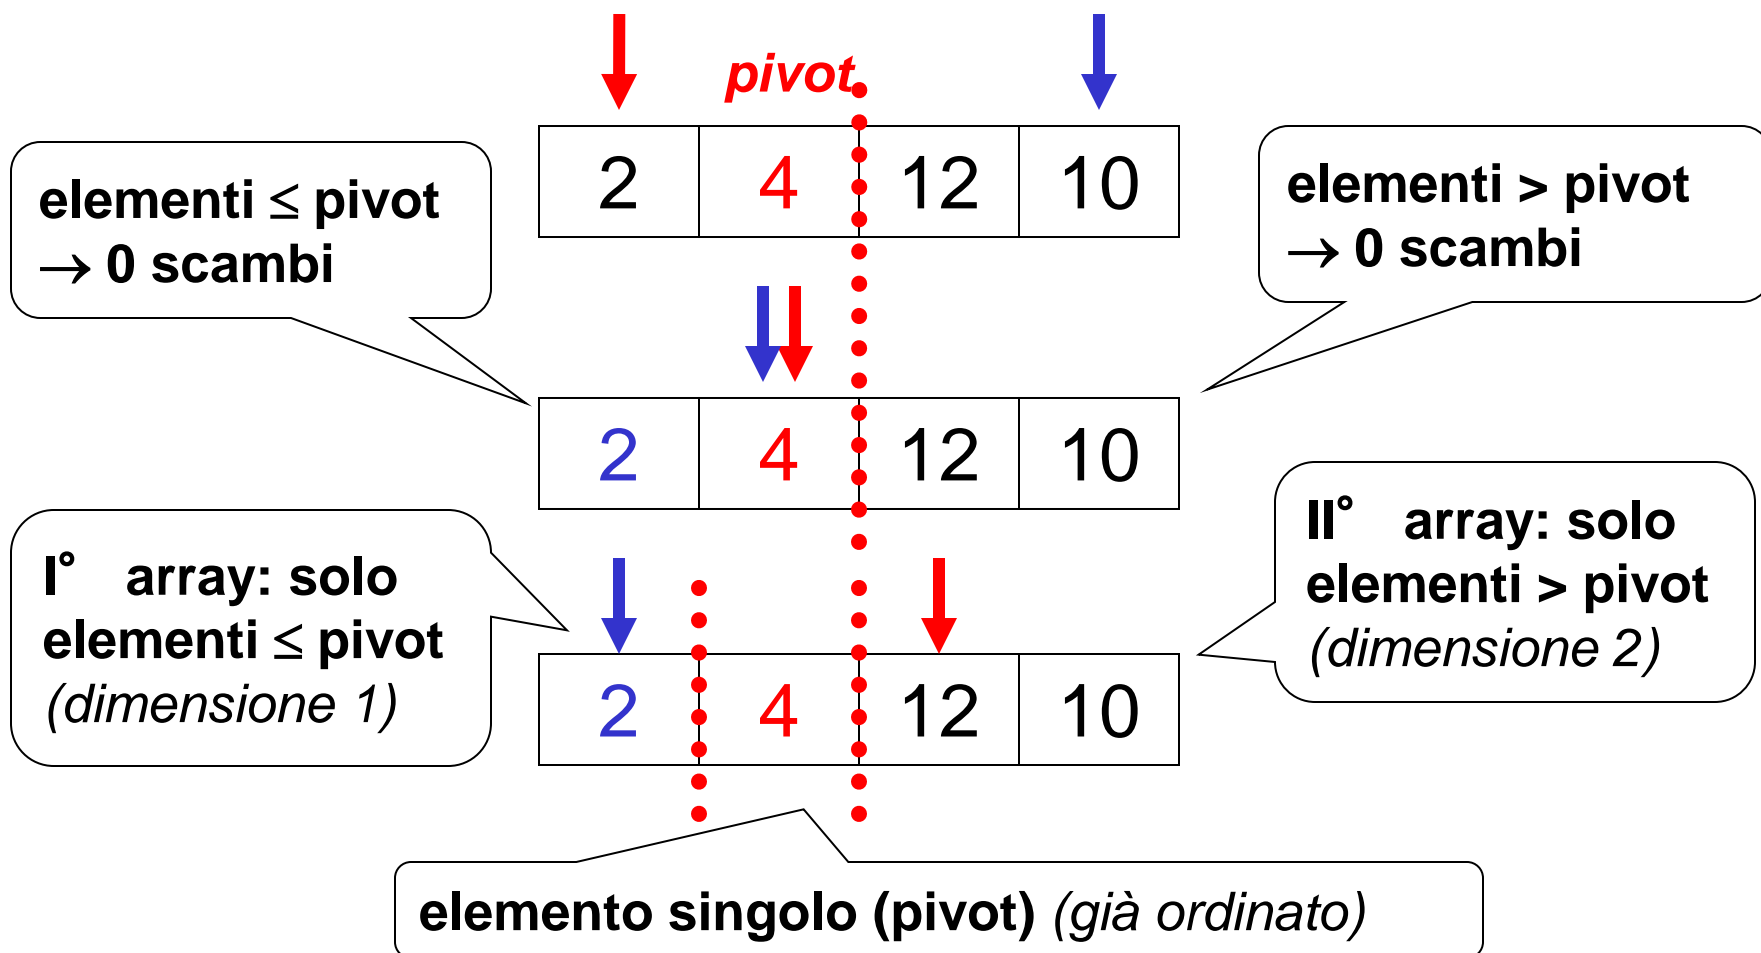 pivot
2 4 12 10
elementi ≤ pivot
→ 0 scambi
elementi > pivot
→ 0 scambi
2 4 12 10
I° array: solo
elementi ≤ pivot
(dimensione 1)
II° array: solo
elementi > pivot
(dimensione 2)
2 4 12 10
elemento singolo (pivot) (già ordinato)